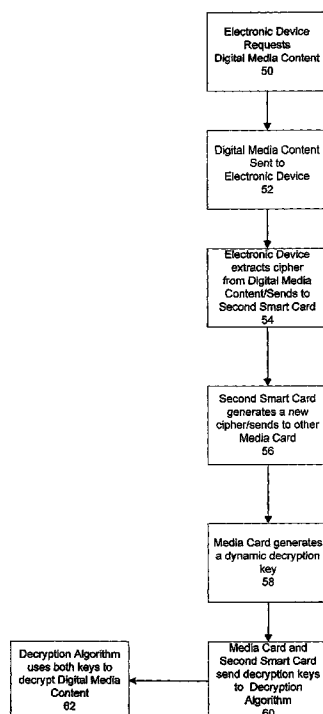 Electronic Device
Requests
Digital Media Content
50
Digital Media Content
Sent to
Electronic Device
52
Electronic Device
extracts cipher
from Digital Media
Content/Sends to
Second Smart Card
54
Second Smart Card
generates a new
cipher/sends to other
Media Card
56
Media Card generates
a dynamic decryption
key
58
Media Card and
Second Smart Card
send decryption keys
to Decryption
Algorithm
60
Decryption Algorithm
uses both keys to
decrypt Digital Media
Content
62